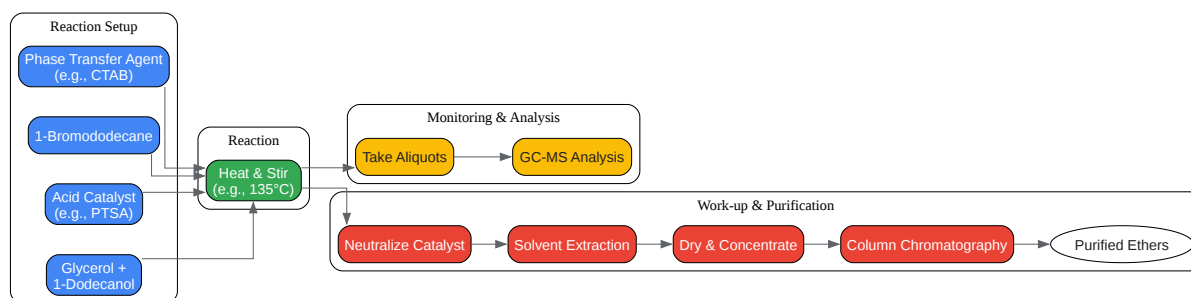 Reaction Setup
Phase Transfer Agent
(e.g., CTAB)
1-Bromododecane
Acid Catalyst
(e.g., PTSA)
Glycerol +
1-Dodecanol
Reaction
Heat & Stir
(e.g., 135°C)
Monitoring & Analysis
Take Aliquots
GC-MS Analysis
Work-up & Purification
Neutralize Catalyst
Solvent Extraction
Dry & Concentrate
Column Chromatography
Purified Ethers